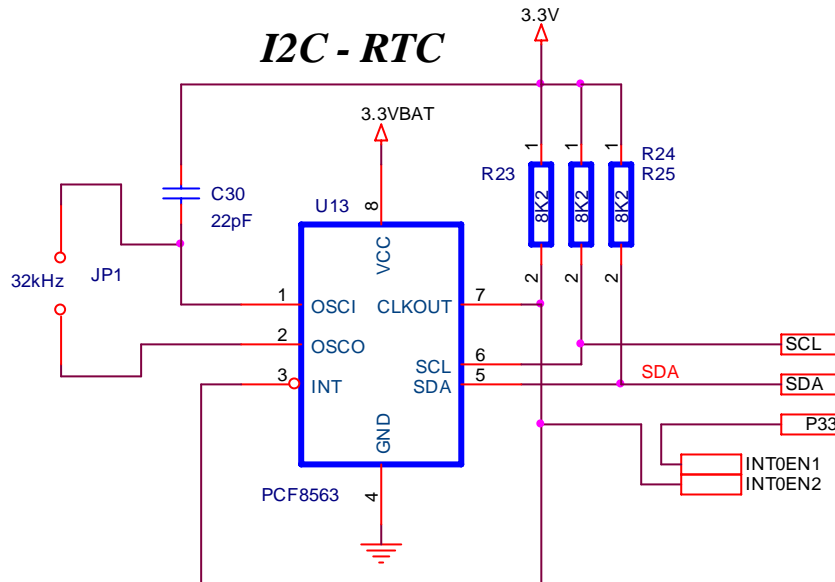 3.3V
I2C - RTC
3.3VBAT
1 1 1
R24
R23
R25
8K2 8K2 8K2
C30
22pF
U13
8
VCC
JP1
32kHz
2 2 2
1
OSCI
CLKOUT
7
2
OSCO
SCL
6
SCL
3
INT
SDA
5
SDA
SDA
GND
P33
INT0EN1
INT0EN2
PCF8563
4